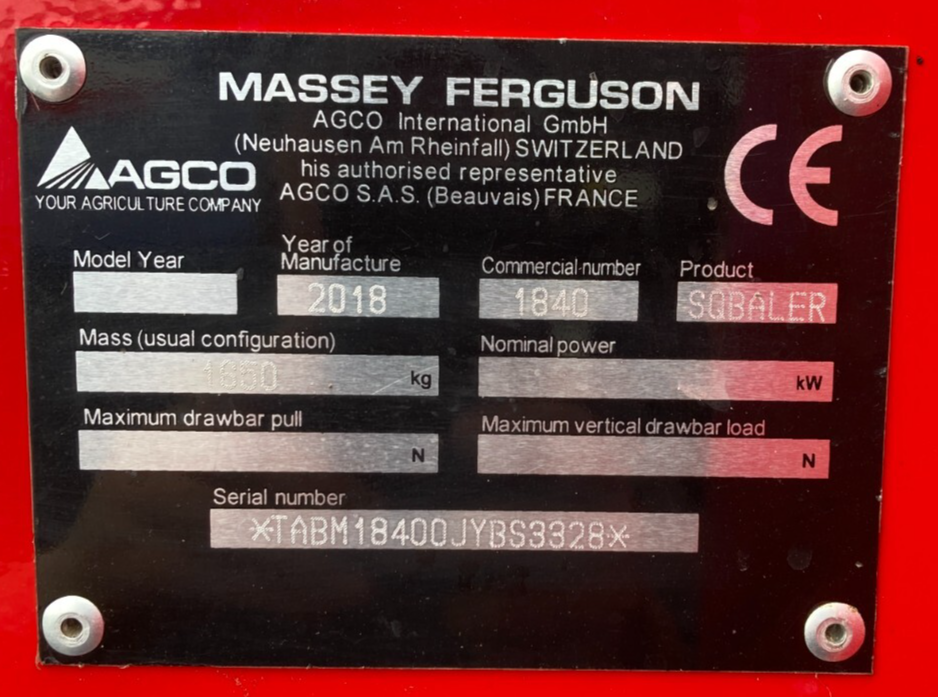 MASSEY FERGUSON
AGCO International GmbH
(Neuhausen Am Rheinfall) SWITZERLAND
his authorised representative
AGCO S.A.S. (Beauvais) FRANCE
AGCO
YOUR AGRICULTURE COMPANY
CE
Model Year
Year of
Manufacture
Commercial-number
Product
2018
1840
SQBALER
Mass (usual configuration)
Nominal power
1650 kg
kW
Maximum drawbar pull
Maximum vertical drawbar load
N
N
Serial number
*TABM18400JYBS3328*